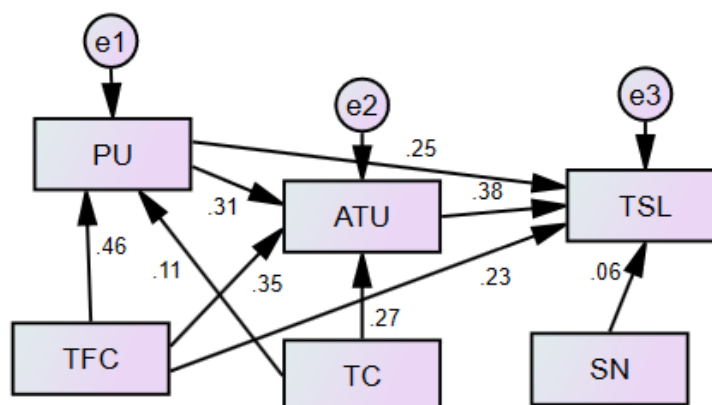 e1
e2
e3
PU
.25
.31
ATU
.38
TSL
.46
.11
.35
.23
.06
.27
TFC
TC
SN